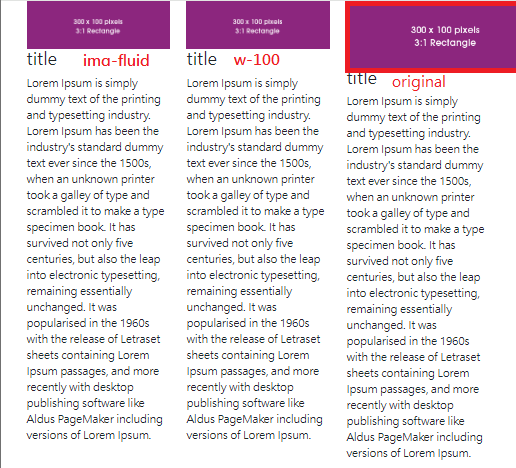 300 x 100 pixels
3:1 Rectangle
title ima-fluid
Lorem Ipsum is simply
dummy text of the printing
and typesetting industry.
Lorem Ipsum has been the
industry's standard dummy
text ever since the 1500s,
when an unknown printer
took a galley of type and
scrambled it to make a type
specimen book. It has
survived not only five
centuries, but also the leap
into electronic typesetting,
remaining essentially
unchanged. It was
popularised in the 1960s
with the release of Letraset
sheets containing Lorem
Ipsum passages, and more
recently with desktop
publishing software like
Aldus PageMaker including
versions of Lorem Ipsum.
300 x 100 pixels
3:1 Rectangle
title w-100
Lorem Ipsum is simply
dummy text of the printing
and typesetting industry.
Lorem Ipsum has been the
industry's standard dummy
text ever since the 1500s,
when an unknown printer
took a galley of type and
scrambled it to make a type
specimen book. It has
survived not only five
centuries, but also the leap
into electronic typesetting,
remaining essentially
unchanged. It was
popularised in the 1960s
with the release of Letraset
sheets containing Lorem
Ipsum passages, and more
recently with desktop
publishing software like
Aldus PageMaker including
versions of Lorem Ipsum.
300 x 100 pixels
3:1 Rectangle
title original
Lorem Ipsum is simply
dummy text of the printing
and typesetting industry.
Lorem Ipsum has been the
industry's standard dummy
text ever since the 1500s,
when an unknown printer
took a galley of type and
scrambled it to make a type
specimen book. It has
survived not only five
centuries, but also the leap
into electronic typesetting,
remaining essentially
unchanged. It was
popularised in the 1960s
with the release of Letraset
sheets containing Lorem
Ipsum passages, and more
recently with desktop
publishing software like
Aldus PageMaker including
versions of Lorem Ipsum.